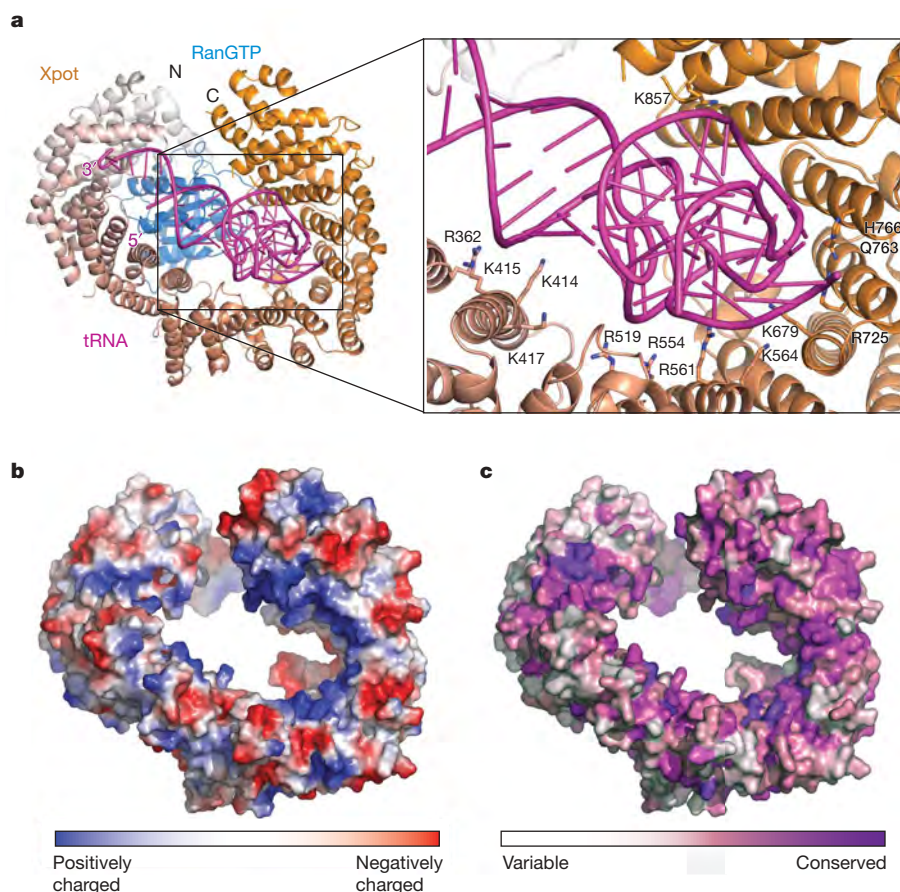 a
Xpot
N
RanGTP
C
3′
5′
tRNA
K857
H766
Q763
R362
K415
K414
K417
R519
R554
R561
K679
K564
R725
b
c
Positively charged
Negatively charged
Variable
Conserved